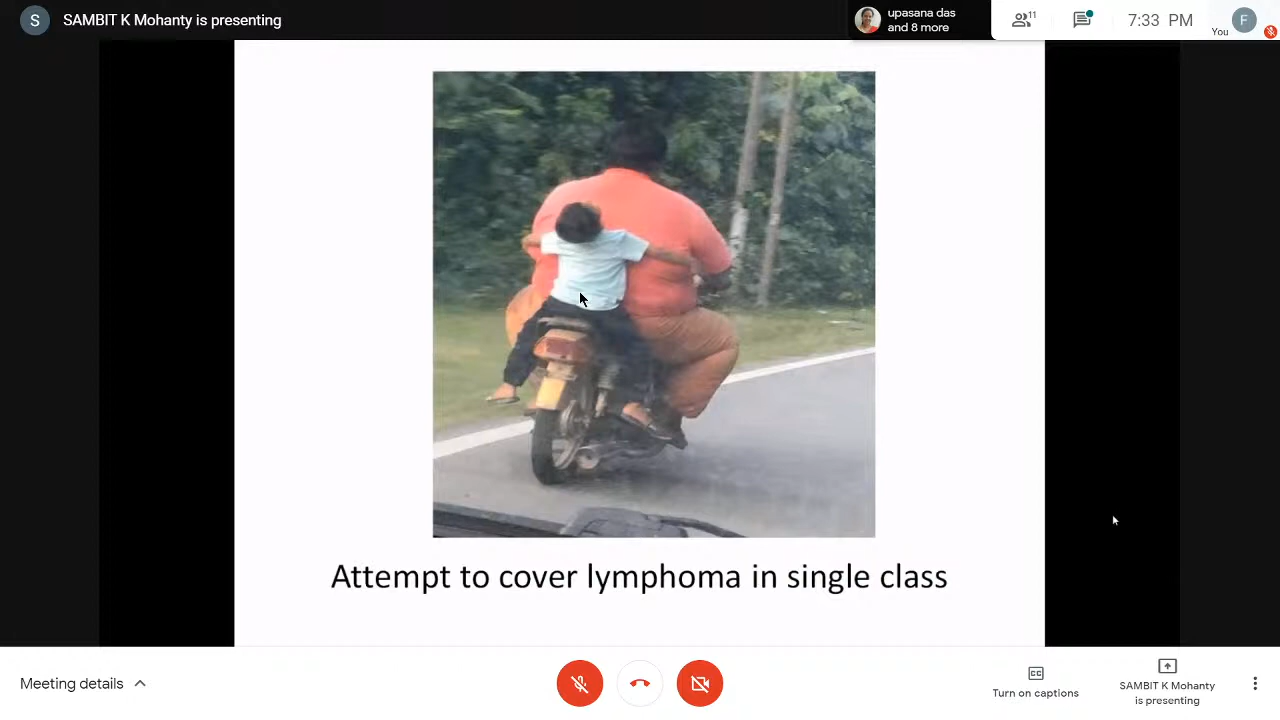 S
SAMBIT K Mohanty is presenting
upasana das
and 8 more
11
7:33 PM
You
F
Attempt to cover lymphoma in single class
Meeting details
CC
Turn on captions
SAMBIT K Mohanty
is presenting